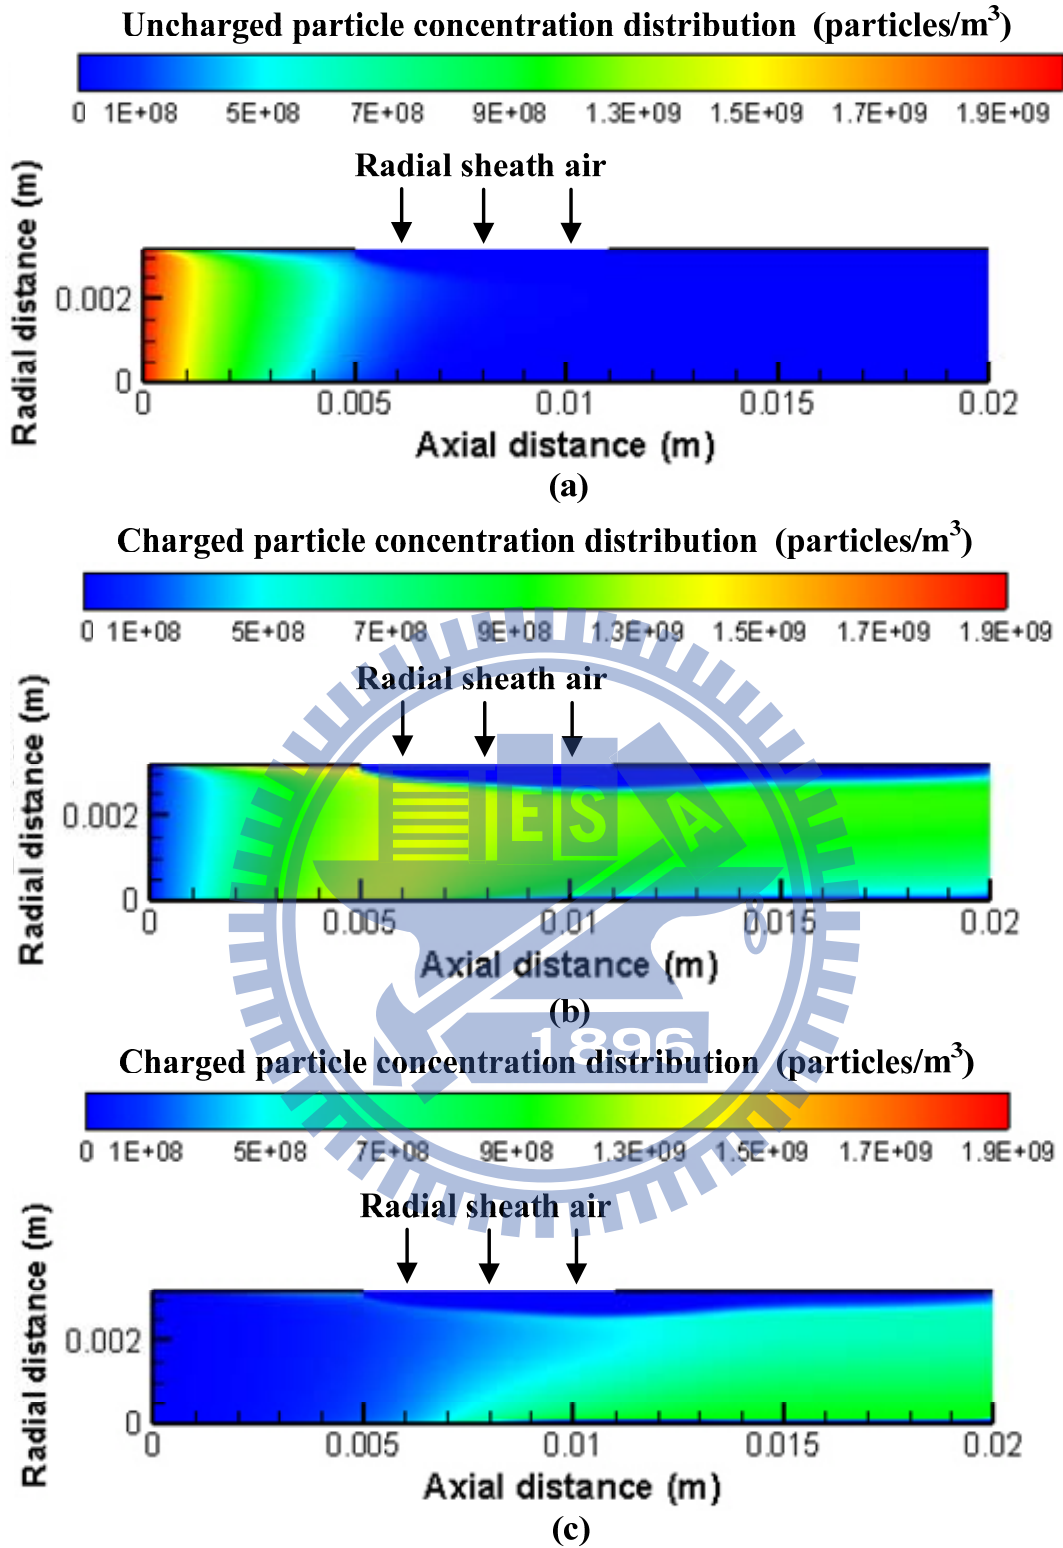 Uncharged particle concentration distribution (particles/m³)
0 1E+08 5E+08 7E+08 9E+08 1.3E+09 1.5E+09 1.7E+09 1.9E+09
Radial sheath air
Radial distance (m)
0.002
0
0 0.005 0.01 0.015 0.02
Axial distance (m)
(a)
Charged particle concentration distribution (particles/m³)
0 1E+08 5E+08 7E+08 9E+08 1.3E+09 1.5E+09 1.7E+09 1.9E+09
Radial sheath air
Radial distance (m)
0.002
0
E S A
0 0.005 0.01 0.015 0.02
Axial distance (m)
(b)
1896
Charged particle concentration distribution (particles/m³)
0 1E+08 5E+08 7E+08 9E+08 1.3E+09 1.5E+09 1.7E+09 1.9E+09
Radial sheath air
Radial distance (m)
0.002
0
0 0.005 0.01 0.015 0.02
Axial distance (m)
(c)